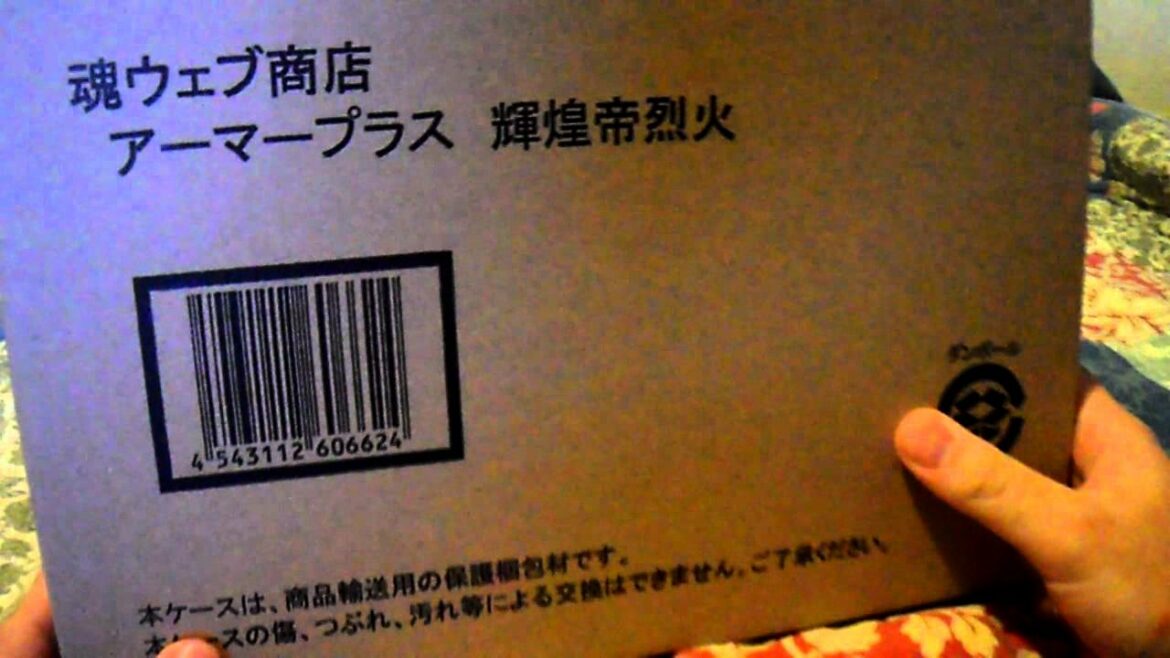 魂ウェブ商店
アーマープラス 輝煌帝烈火
4 543112 606624
ダンボール
本ケースは、商品輸送用の保護梱包材です。
本ケースの傷、つぶれ、汚れ等による交換はできません。ご了承ください。